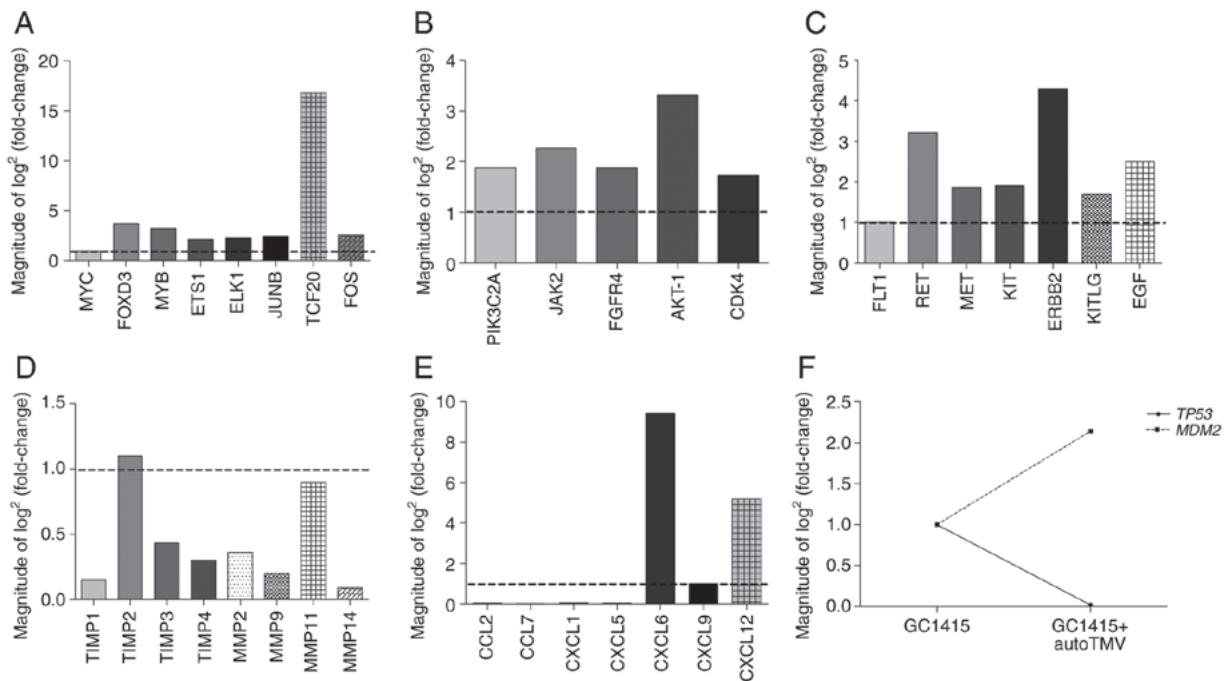 A
Magnitude of log² (fold-change)
20
15
10
5
0
MYC
FOXD3
MYB
ETS1
ELK1
JUNB
TCF20
FOS
B
Magnitude of log² (fold-change)
4
3
2
1
0
PIK3C2A
JAK2
FGFR4
AKT-1
CDK4
C
Magnitude of log² (fold-change)
5
4
3
2
1
0
FLT1
RET
MET
KIT
ERBB2
KITLG
EGF
D
Magnitude of log² (fold-change)
1.5
1.0
0.5
0.0
TIMP1
TIMP2
TIMP3
TIMP4
MMP2
MMP9
MMP11
MMP14
E
Magnitude of log² (fold-change)
10
8
6
4
2
0
CCL2
CCL7
CXCL1
CXCL5
CXCL6
CXCL9
CXCL12
F
Magnitude of log² (fold-change)
2.5
2.0
1.5
1.0
0.5
0.0
GC1415
GC1415+
autoTMV
TP53
MDM2